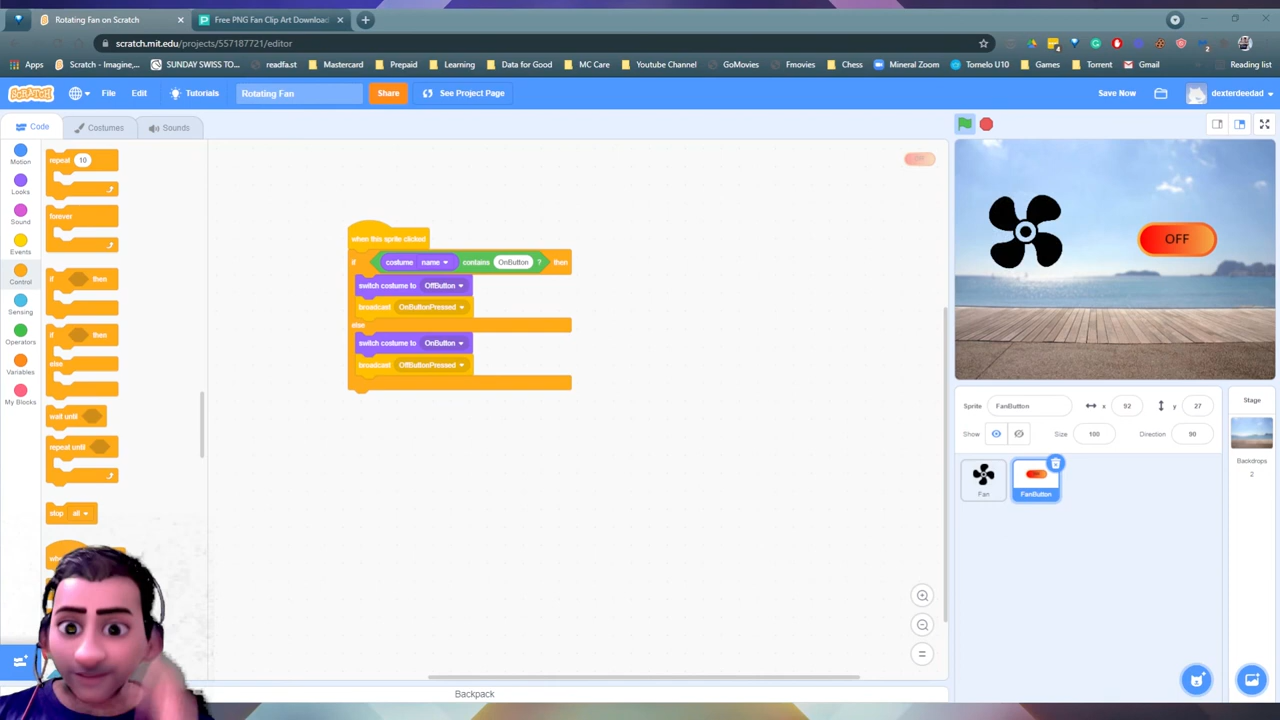 Rotating Fan on Scratch
Free PNG Fan Clip Art Download
scratch.mit.edu/projects/557187721/editor
Apps
Scratch - Imagine,...
SUNDAY SWISS TO...
readfa.st
Mastercard
Prepaid
Learning
Data for Good
MC Care
Youtube Channel
GoMovies
Fmovies
Chess
Mineral Zoom
Tornelo U10
Games
Torrent
Gmail
Reading list
SCRATCH
File
Edit
Tutorials
Rotating Fan
Share
See Project Page
Save Now
dexterdeedad
Code
Costumes
Sounds
Motion
Looks
Sound
Events
Control
Sensing
Operators
Variables
My Blocks
repeat 10
forever
if then
if then
else
wait until
repeat until
stop all
when this sprite clicked
if costume name contains OnButton ? then
switch costume to OffButton
broadcast OnButtonPressed
else
switch costume to OnButton
broadcast OffButtonPressed
OFF
Sprite FanButton x 92 y 27
Show Size 100 Direction 90
Fan
OFF
FanButton
Stage
Backdrops
2
Backpack